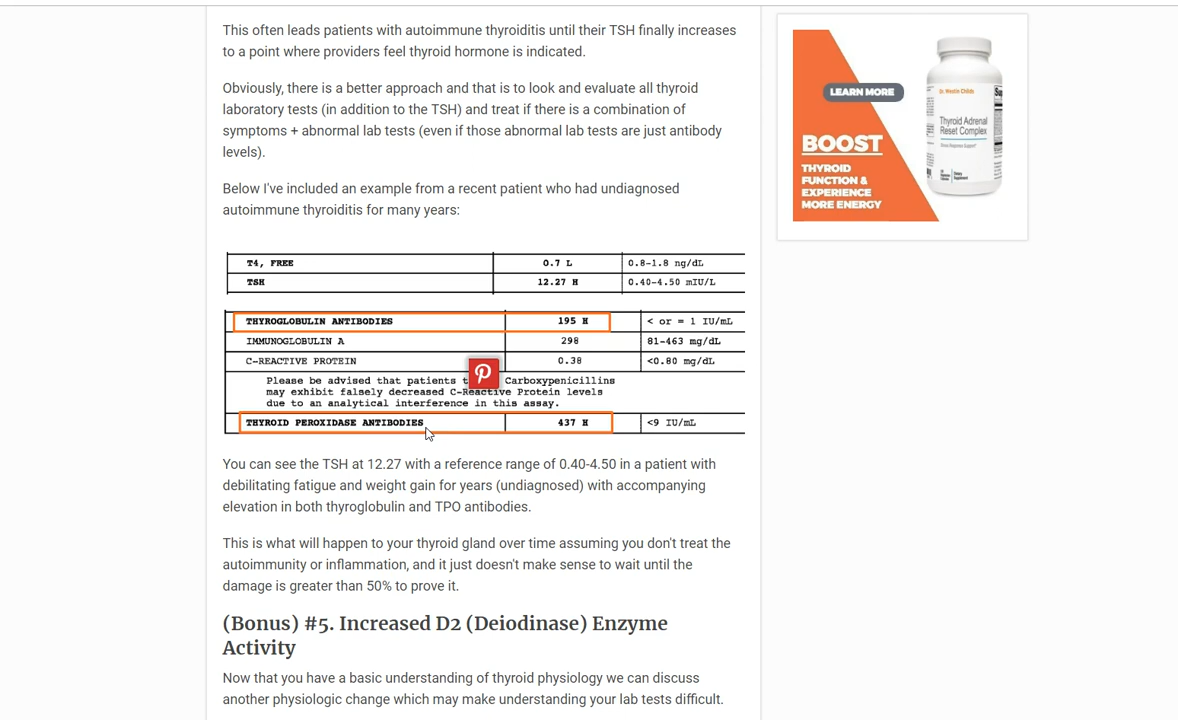 This often leads patients with autoimmune thyroiditis until their TSH finally increases
to a point where providers feel thyroid hormone is indicated.
Obviously, there is a better approach and that is to look and evaluate all thyroid
laboratory tests (in addition to the TSH) and treat if there is a combination of
symptoms + abnormal lab tests (even if those abnormal lab tests are just antibody
levels).
Below I've included an example from a recent patient who had undiagnosed
autoimmune thyroiditis for many years:
T4, FREE 0.7 L 0.8-1.8 ng/dL
TSH 12.27 H 0.40-4.50 mIU/L
THYROGLOBULIN ANTIBODIES 195 H < or = 1 IU/mL
IMMUNOGLOBULIN A 298 81-463 mg/dL
C-REACTIVE PROTEIN 0.38 <0.80 mg/dL
Please be advised that patients Carboxypenicillins
may exhibit falsely decreased C-Reactive Protein levels
due to an analytical interference in this assay.
THYROID PEROXIDASE ANTIBODIES 437 H <9 IU/mL
You can see the TSH at 12.27 with a reference range of 0.40-4.50 in a patient with
debilitating fatigue and weight gain for years (undiagnosed) with accompanying
elevation in both thyroglobulin and TPO antibodies.
This is what will happen to your thyroid gland over time assuming you don't treat the
autoimmunity or inflammation, and it just doesn't make sense to wait until the
damage is greater than 50% to prove it.
(Bonus) #5. Increased D2 (Deiodinase) Enzyme
Activity
Now that you have a basic understanding of thyroid physiology we can discuss
another physiologic change which may make understanding your lab tests difficult.
LEARN MORE
BOOST
THYROID
FUNCTION &
EXPERIENCE
MORE ENERGY
Dr. Westin Childs
Thyroid Adrenal
Reset Complex